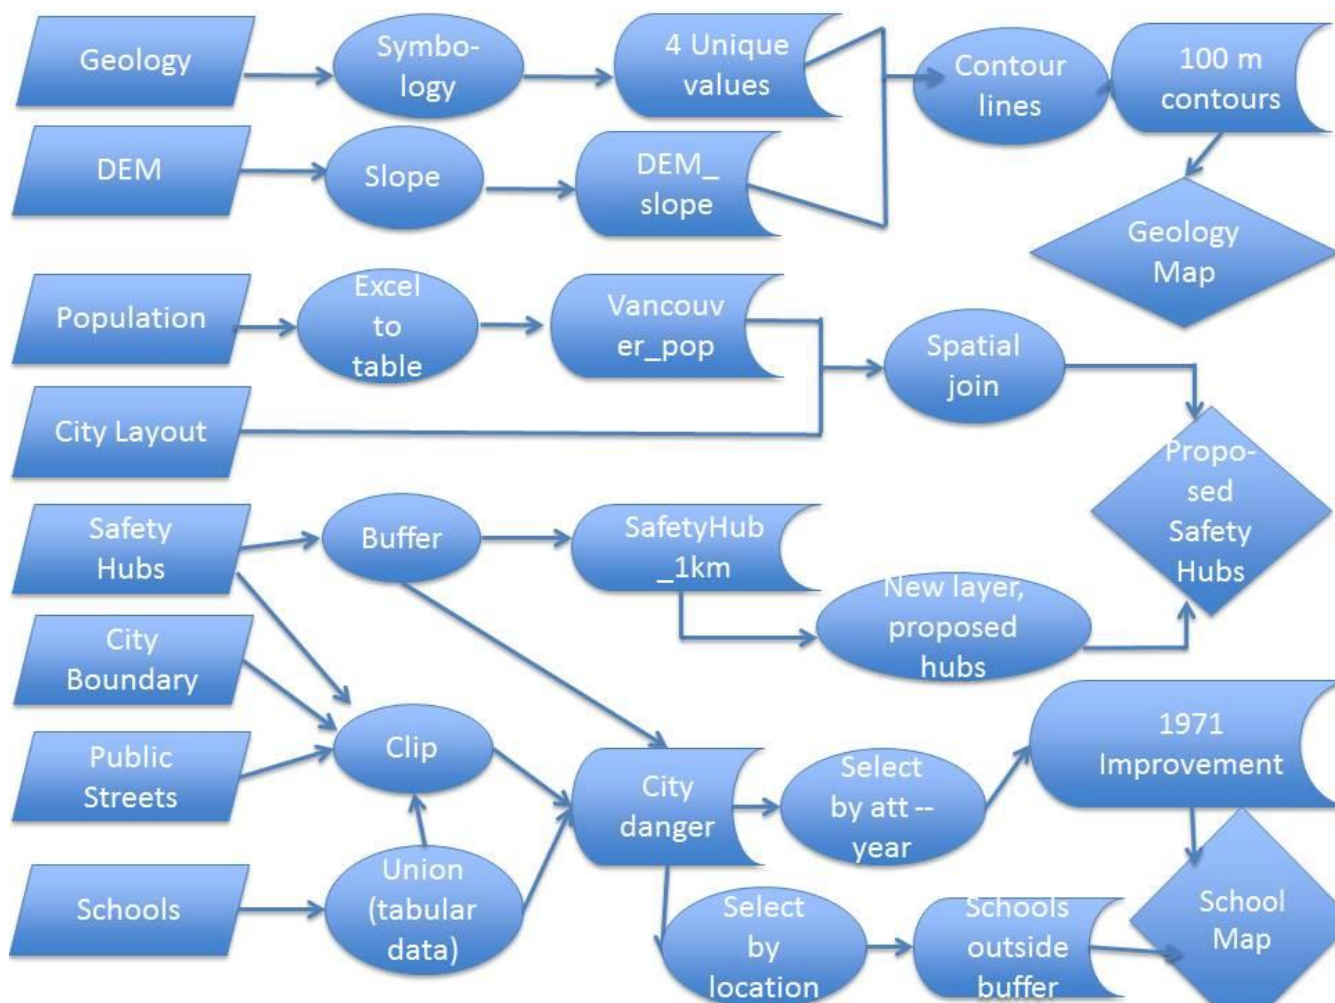 Geology
Symbo-
logy
4 Unique
values
Contour
lines
100 m
contours
DEM
Slope
DEM_
slope
Geology
Map
Population
Excel
to
table
Vancouv
er_pop
Spatial
join
City Layout
Propo-
sed
Safety
Hubs
Safety
Hubs
Buffer
SafetyHub
_1km
New layer,
proposed
hubs
City
Boundary
Public
Streets
Clip
City
danger
Select
by att --
year
1971
Improvement
Schools
Union
(tabular
data)
Select
by
location
Schools
outside
buffer
School
Map